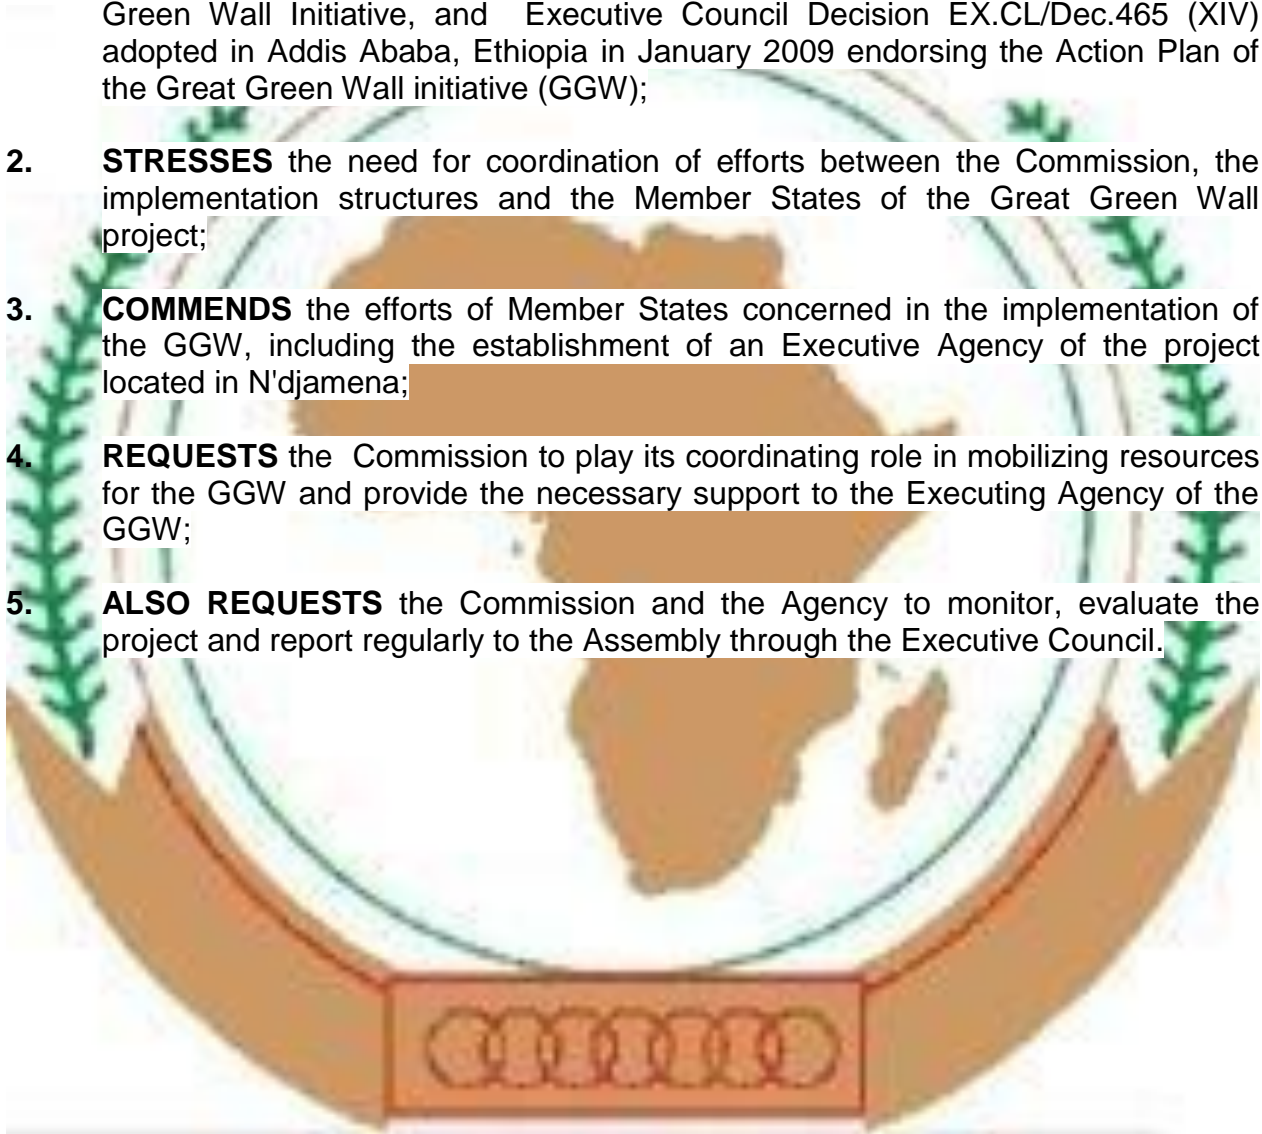 Green Wall Initiative, and  Executive Council Decision EX.CL/Dec.465 (XIV)
adopted in Addis Ababa, Ethiopia in January 2009 endorsing the Action Plan of
the Great Green Wall initiative (GGW);
2. STRESSES the need for coordination of efforts between the Commission, the
implementation structures and the Member States of the Great Green Wall
project;
3. COMMENDS the efforts of Member States concerned in the implementation of
the GGW, including the establishment of an Executive Agency of the project
located in N'djamena;
4. REQUESTS the  Commission to play its coordinating role in mobilizing resources
for the GGW and provide the necessary support to the Executing Agency of the
GGW;
5. ALSO REQUESTS the Commission and the Agency to monitor, evaluate the
project and report regularly to the Assembly through the Executive Council.